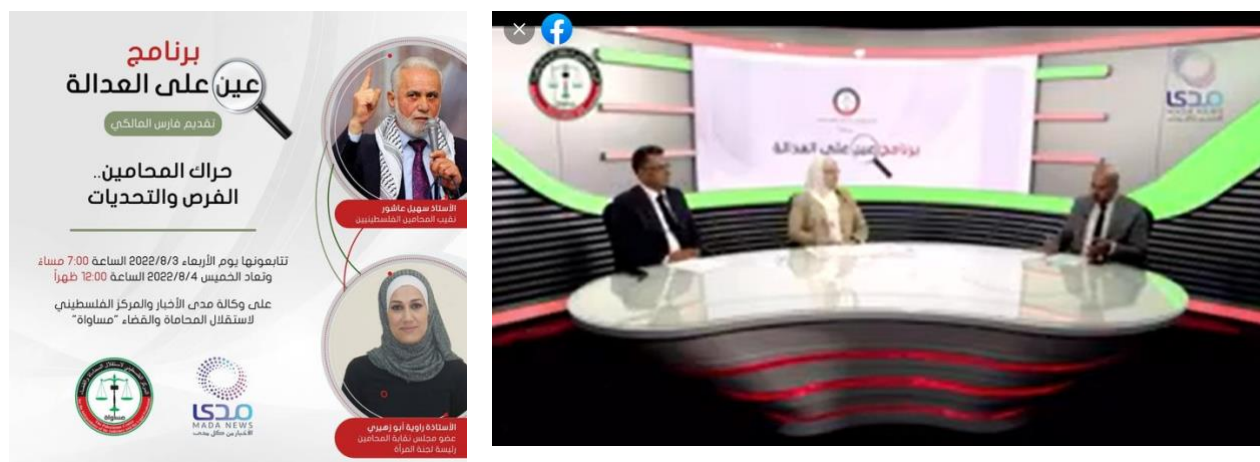 برنامج
عين على العدالة
تقديم فارس المالكي
حراك المحامين..
الفرص والتحديات
تتابعونها يوم الأربعاء 2022/8/3 الساعة 7:00 مساءً
وتعاد الخميس 2022/8/4 الساعة 12:00 ظهراً
على وكالة مدى الأخبار والمركز الفلسطيني
لاستقلال المحاماة والقضاء "مساواة"
مساواة
مدى
MADA NEWS
الأستاذ سهيل عاشور
نقيب المحامين الفلسطينيين
الأستاذة راوية أبو زهيري
عضو مجلس نقابة المحامين
رئيسة لجنة المرأة
مدى
MADA NEWS
برنامج عين على العدالة